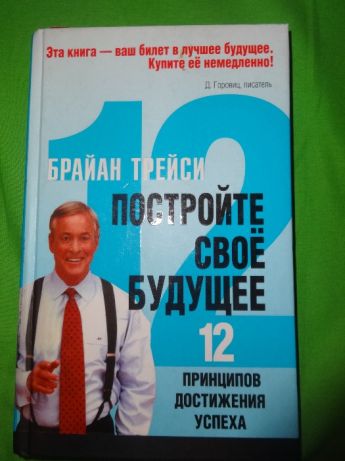 Эта книга — ваш билет в лучшее будущее.
Купите её немедленно!
Д. Горовиц, писатель
12
БРАЙАН ТРЕЙСИ
ПОСТРОЙТЕ
СВОЁ
БУДУЩЕЕ
12
ПРИНЦИПОВ
ДОСТИЖЕНИЯ
УСПЕХА